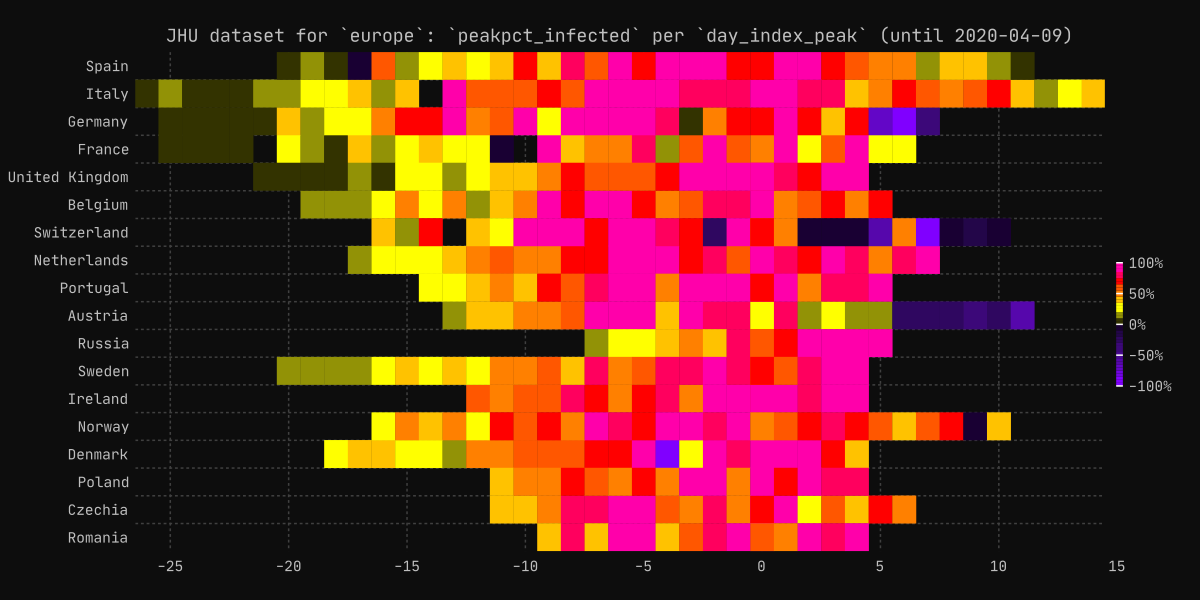 JHU dataset for `europe`: `peakpct_infected` per `day_index_peak` (until 2020-04-09)
Spain
Italy
Germany
France
United Kingdom
Belgium
Switzerland
Netherlands
Portugal
Austria
Russia
Sweden
Ireland
Norway
Denmark
Poland
Czechia
Romania
100%
50%
0%
-50%
-100%
-25 -20 -15 -10 -5 0 5 10 15